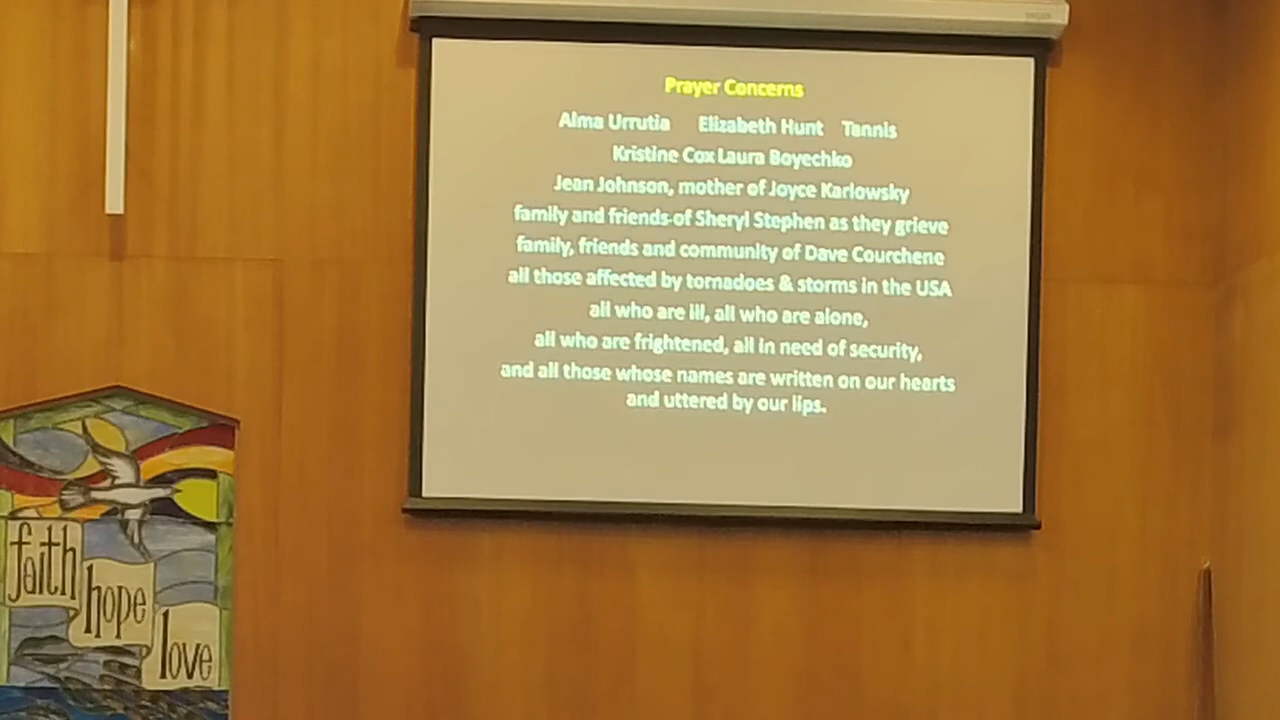 Prayer Concerns
Alma Urrutia Elizabeth Hunt Tannis
Kristine Cox Laura Boyechko
Jean Johnson, mother of Joyce Karlowsky
family and friends of Sheryl Stephen as they grieve
family, friends and community of Dave Courchene
all those affected by tornadoes & storms in the USA
all who are ill, all who are alone,
all who are frightened, all in need of security,
and all those whose names are written on our hearts
and uttered by our lips.
faith
hope
love